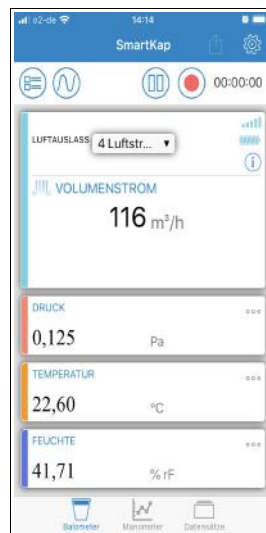 o2-de 14:14
SmartKap
00:00:00
LUFTAUSLASS 4 Luftstr... ▾
VOLUMENSTROM
116 m³/h
DRUCK
0,125 Pa
TEMPERATUR
22,60 °C
FEUCHTE
41,71 % rF
Balometer Manometer Datensätze